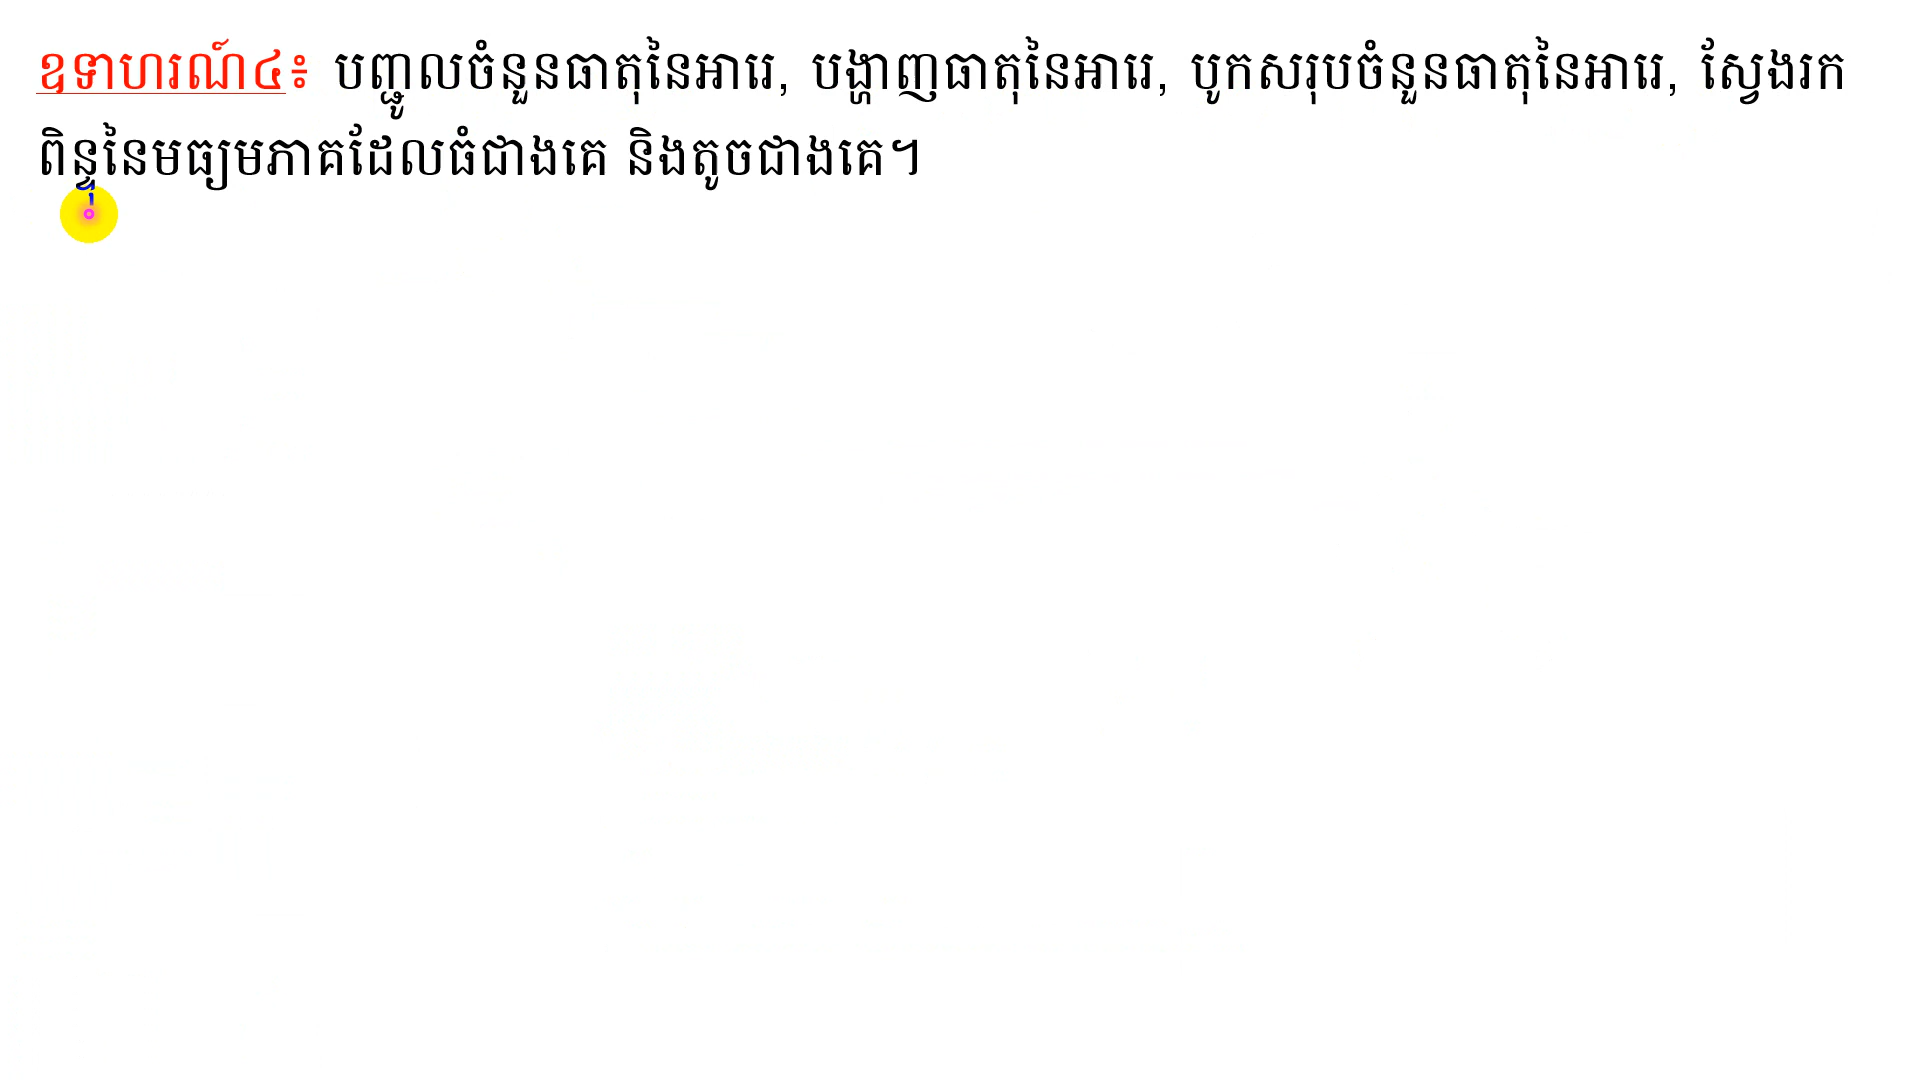 ឧទាហរណ៍៤៖ បញ្ជូលចំនួនធាតុនៃអារេ, បង្ហាញធាតុនៃអារេ, បូកសរុបចំនួនធាតុនៃអារេ, ស្វែងរក
ពិន្ទុនៃមធ្យមភាគដែលធំជាងគេ និងតូចជាងគេ។